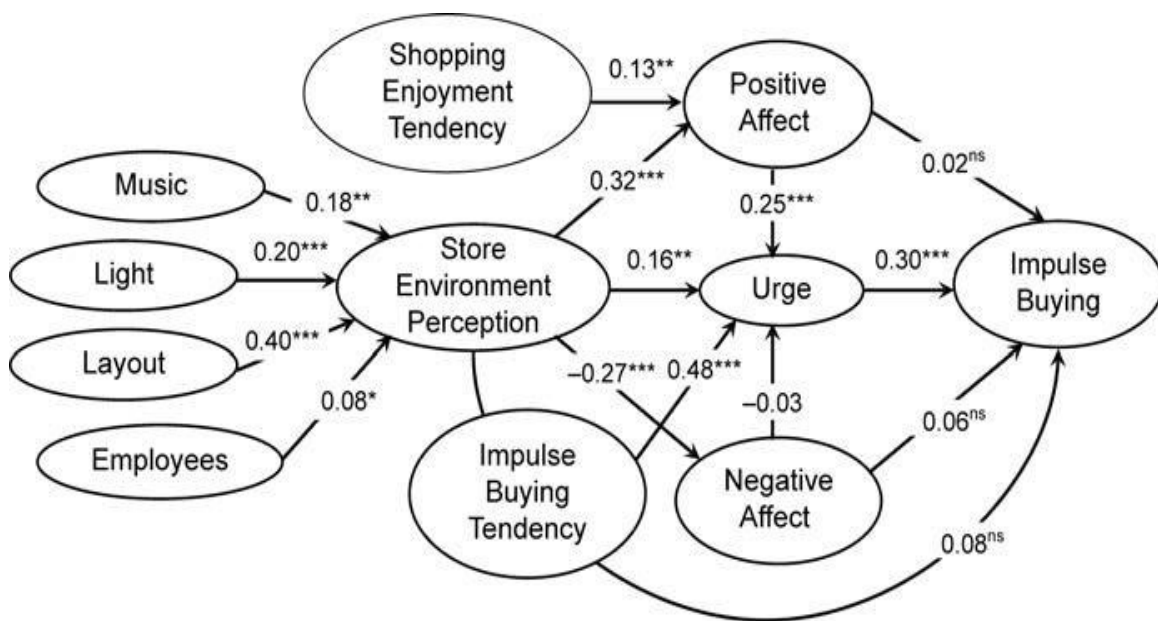 Shopping
Enjoyment
Tendency
0.13**
Positive
Affect
Music
0.18**
0.32***
0.25***
0.02ns
Light
0.20***
Store
Environment
Perception
0.16**
Urge
0.30***
Impulse
Buying
Layout
0.40***
–0.27***
0.48***
–0.03
0.06ns
Employees
0.08*
Impulse
Buying
Tendency
Negative
Affect
0.08ns